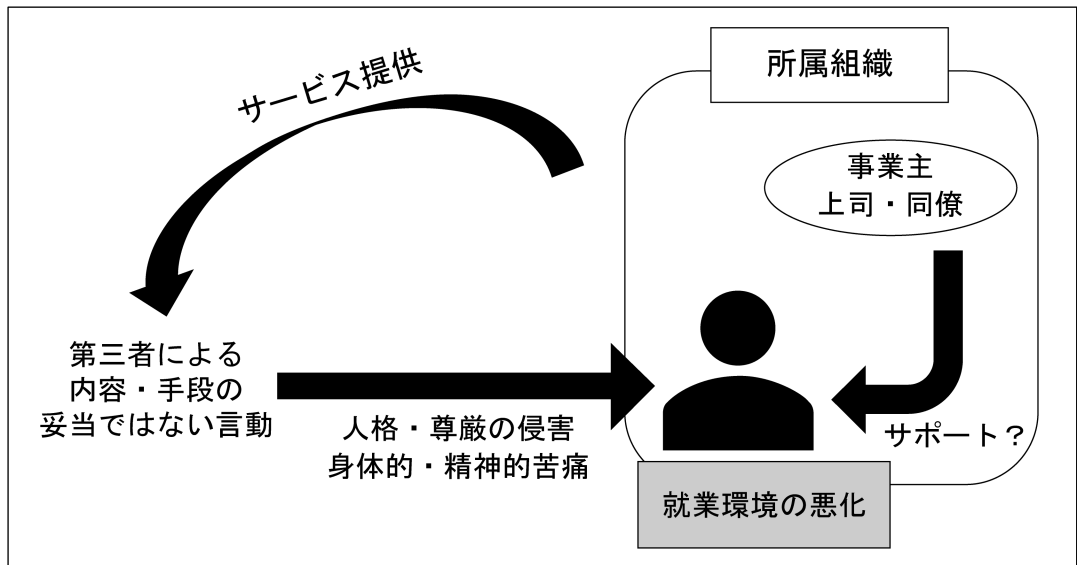 サービス提供
所属組織
事業主
上司・同僚
第三者による
内容・手段の
妥当ではない言動
人格・尊厳の侵害
身体的・精神的苦痛
サポート？
就業環境の悪化